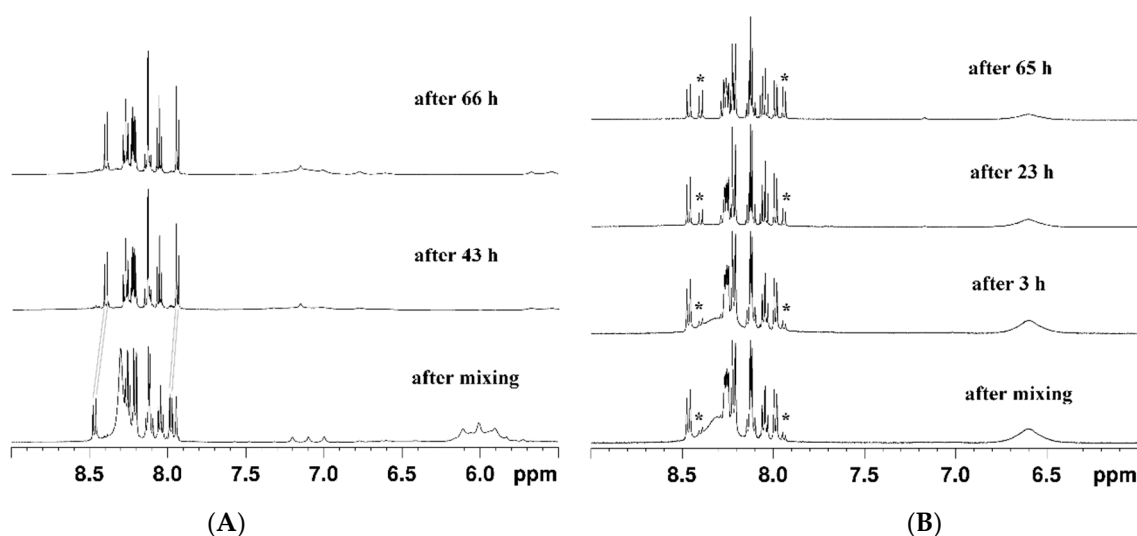 after 66 h
after 43 h
after mixing
8.5 8.0 7.5 7.0 6.5 6.0 ppm
(A)
* *
after 65 h
* *
after 23 h
* *
after 3 h
* *
after mixing
8.5 8.0 7.5 7.0 6.5 ppm
(B)